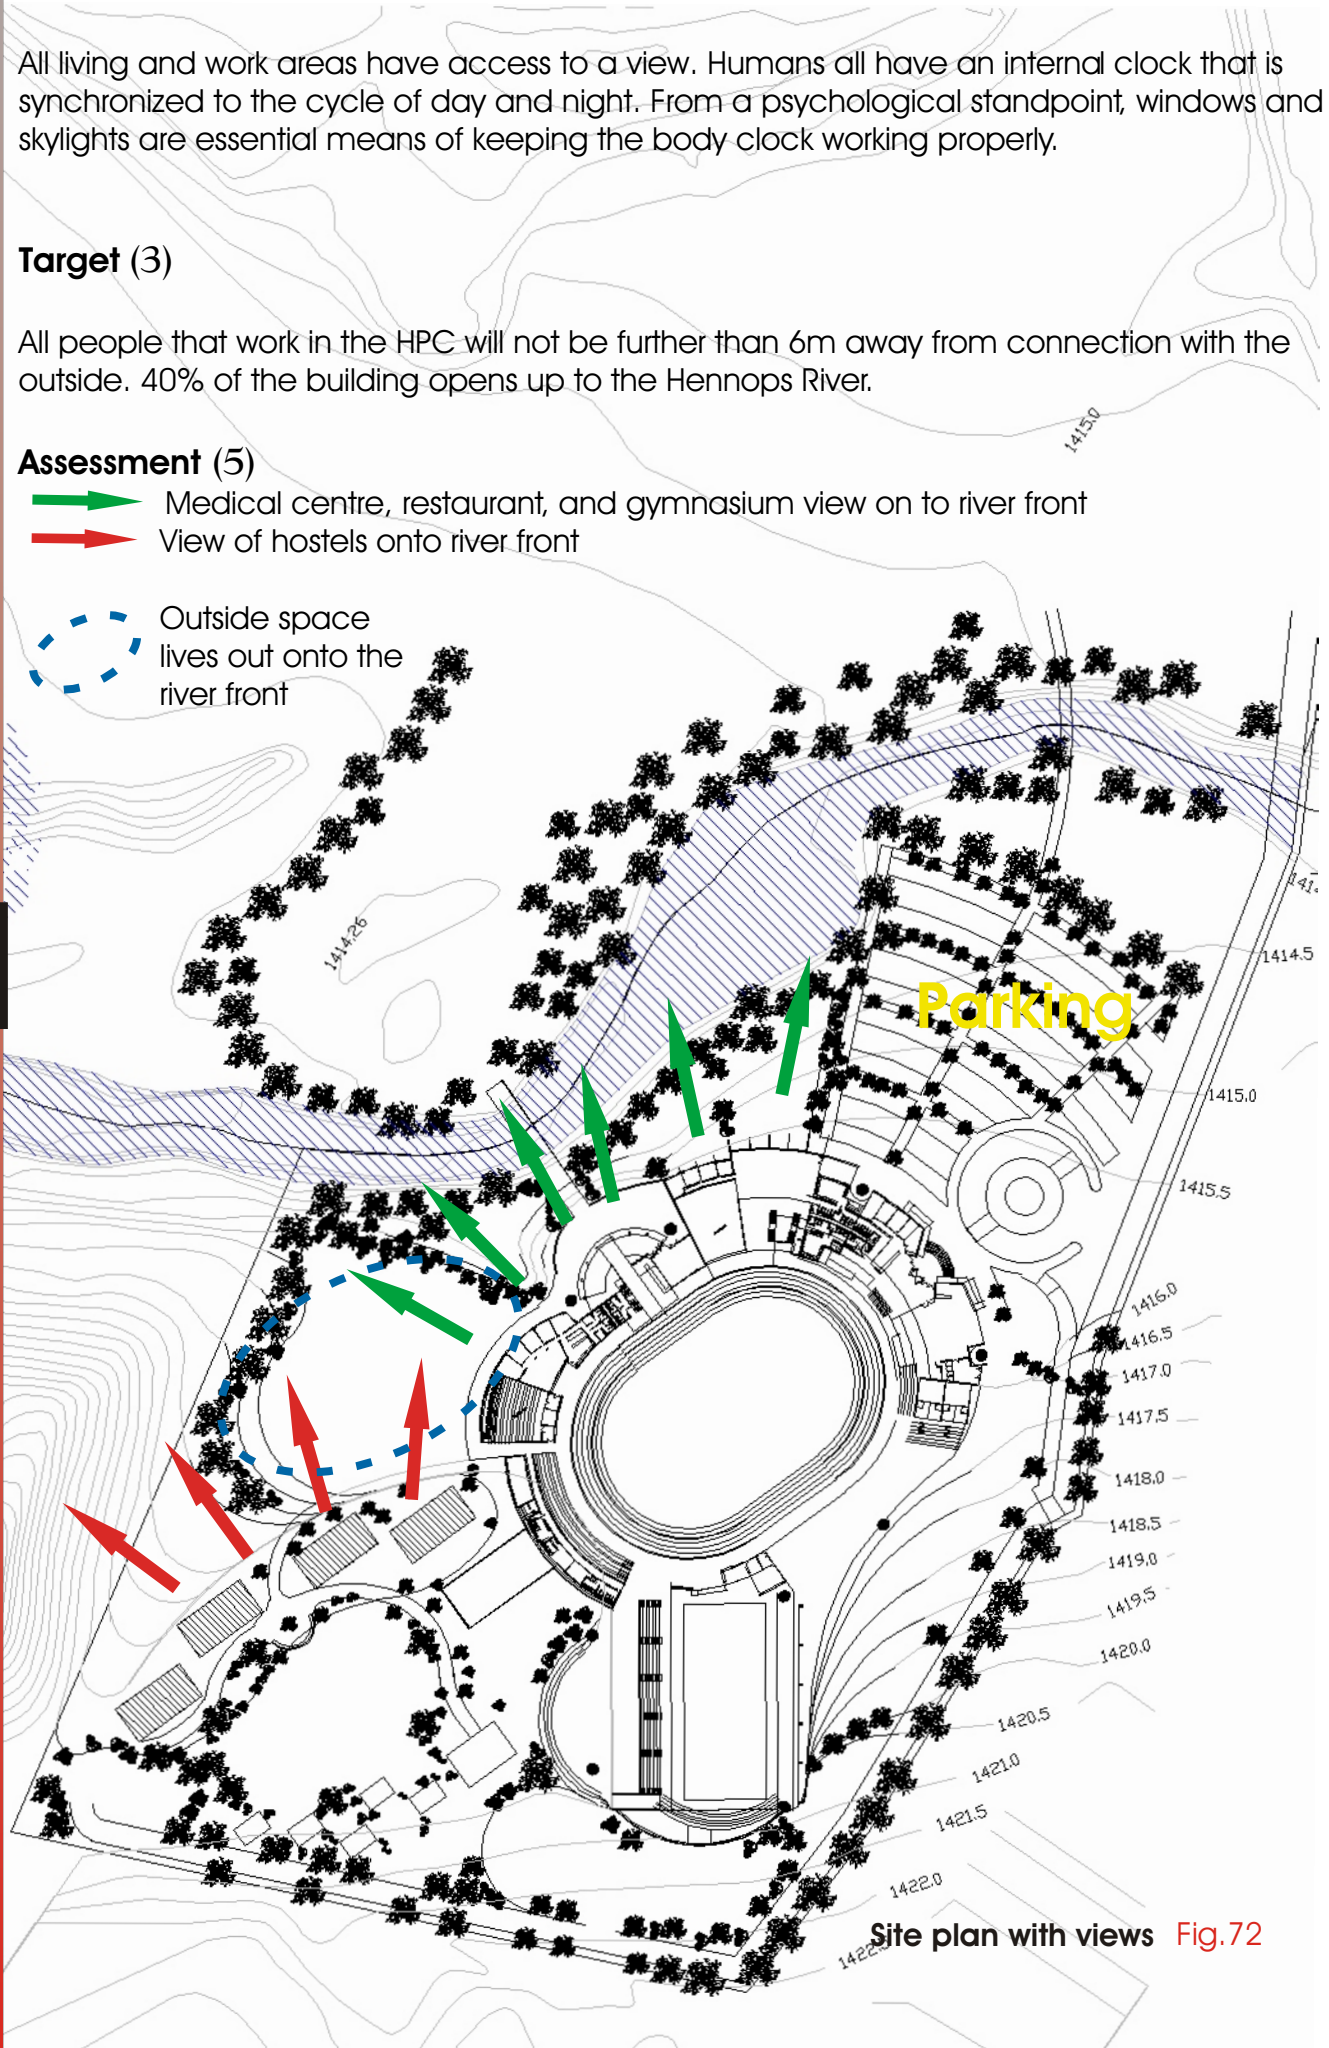 All living and work areas have access to a view. Humans all have an internal clock that is
synchronized to the cycle of day and night. From a psychological standpoint, windows and
skylights are essential means of keeping the body clock working properly.
Target (3)
All people that work in the HPC will not be further than 6m away from connection with the
outside. 40% of the building opens up to the Hennops River.
1415.0
Assessment (5)
Medical centre, restaurant, and gymnasium view on to river front
View of hostels onto river front
Outside space
lives out onto the
river front
1414.26
1414.5
Parking
1415.0
1415.5
1416.0
1416.5
1417.0
1417.5
1418.0
1418.5
1419.0
1419.5
1420.0
1420.5
1421.0
1421.5
1422.0
Site plan with views Fig.72